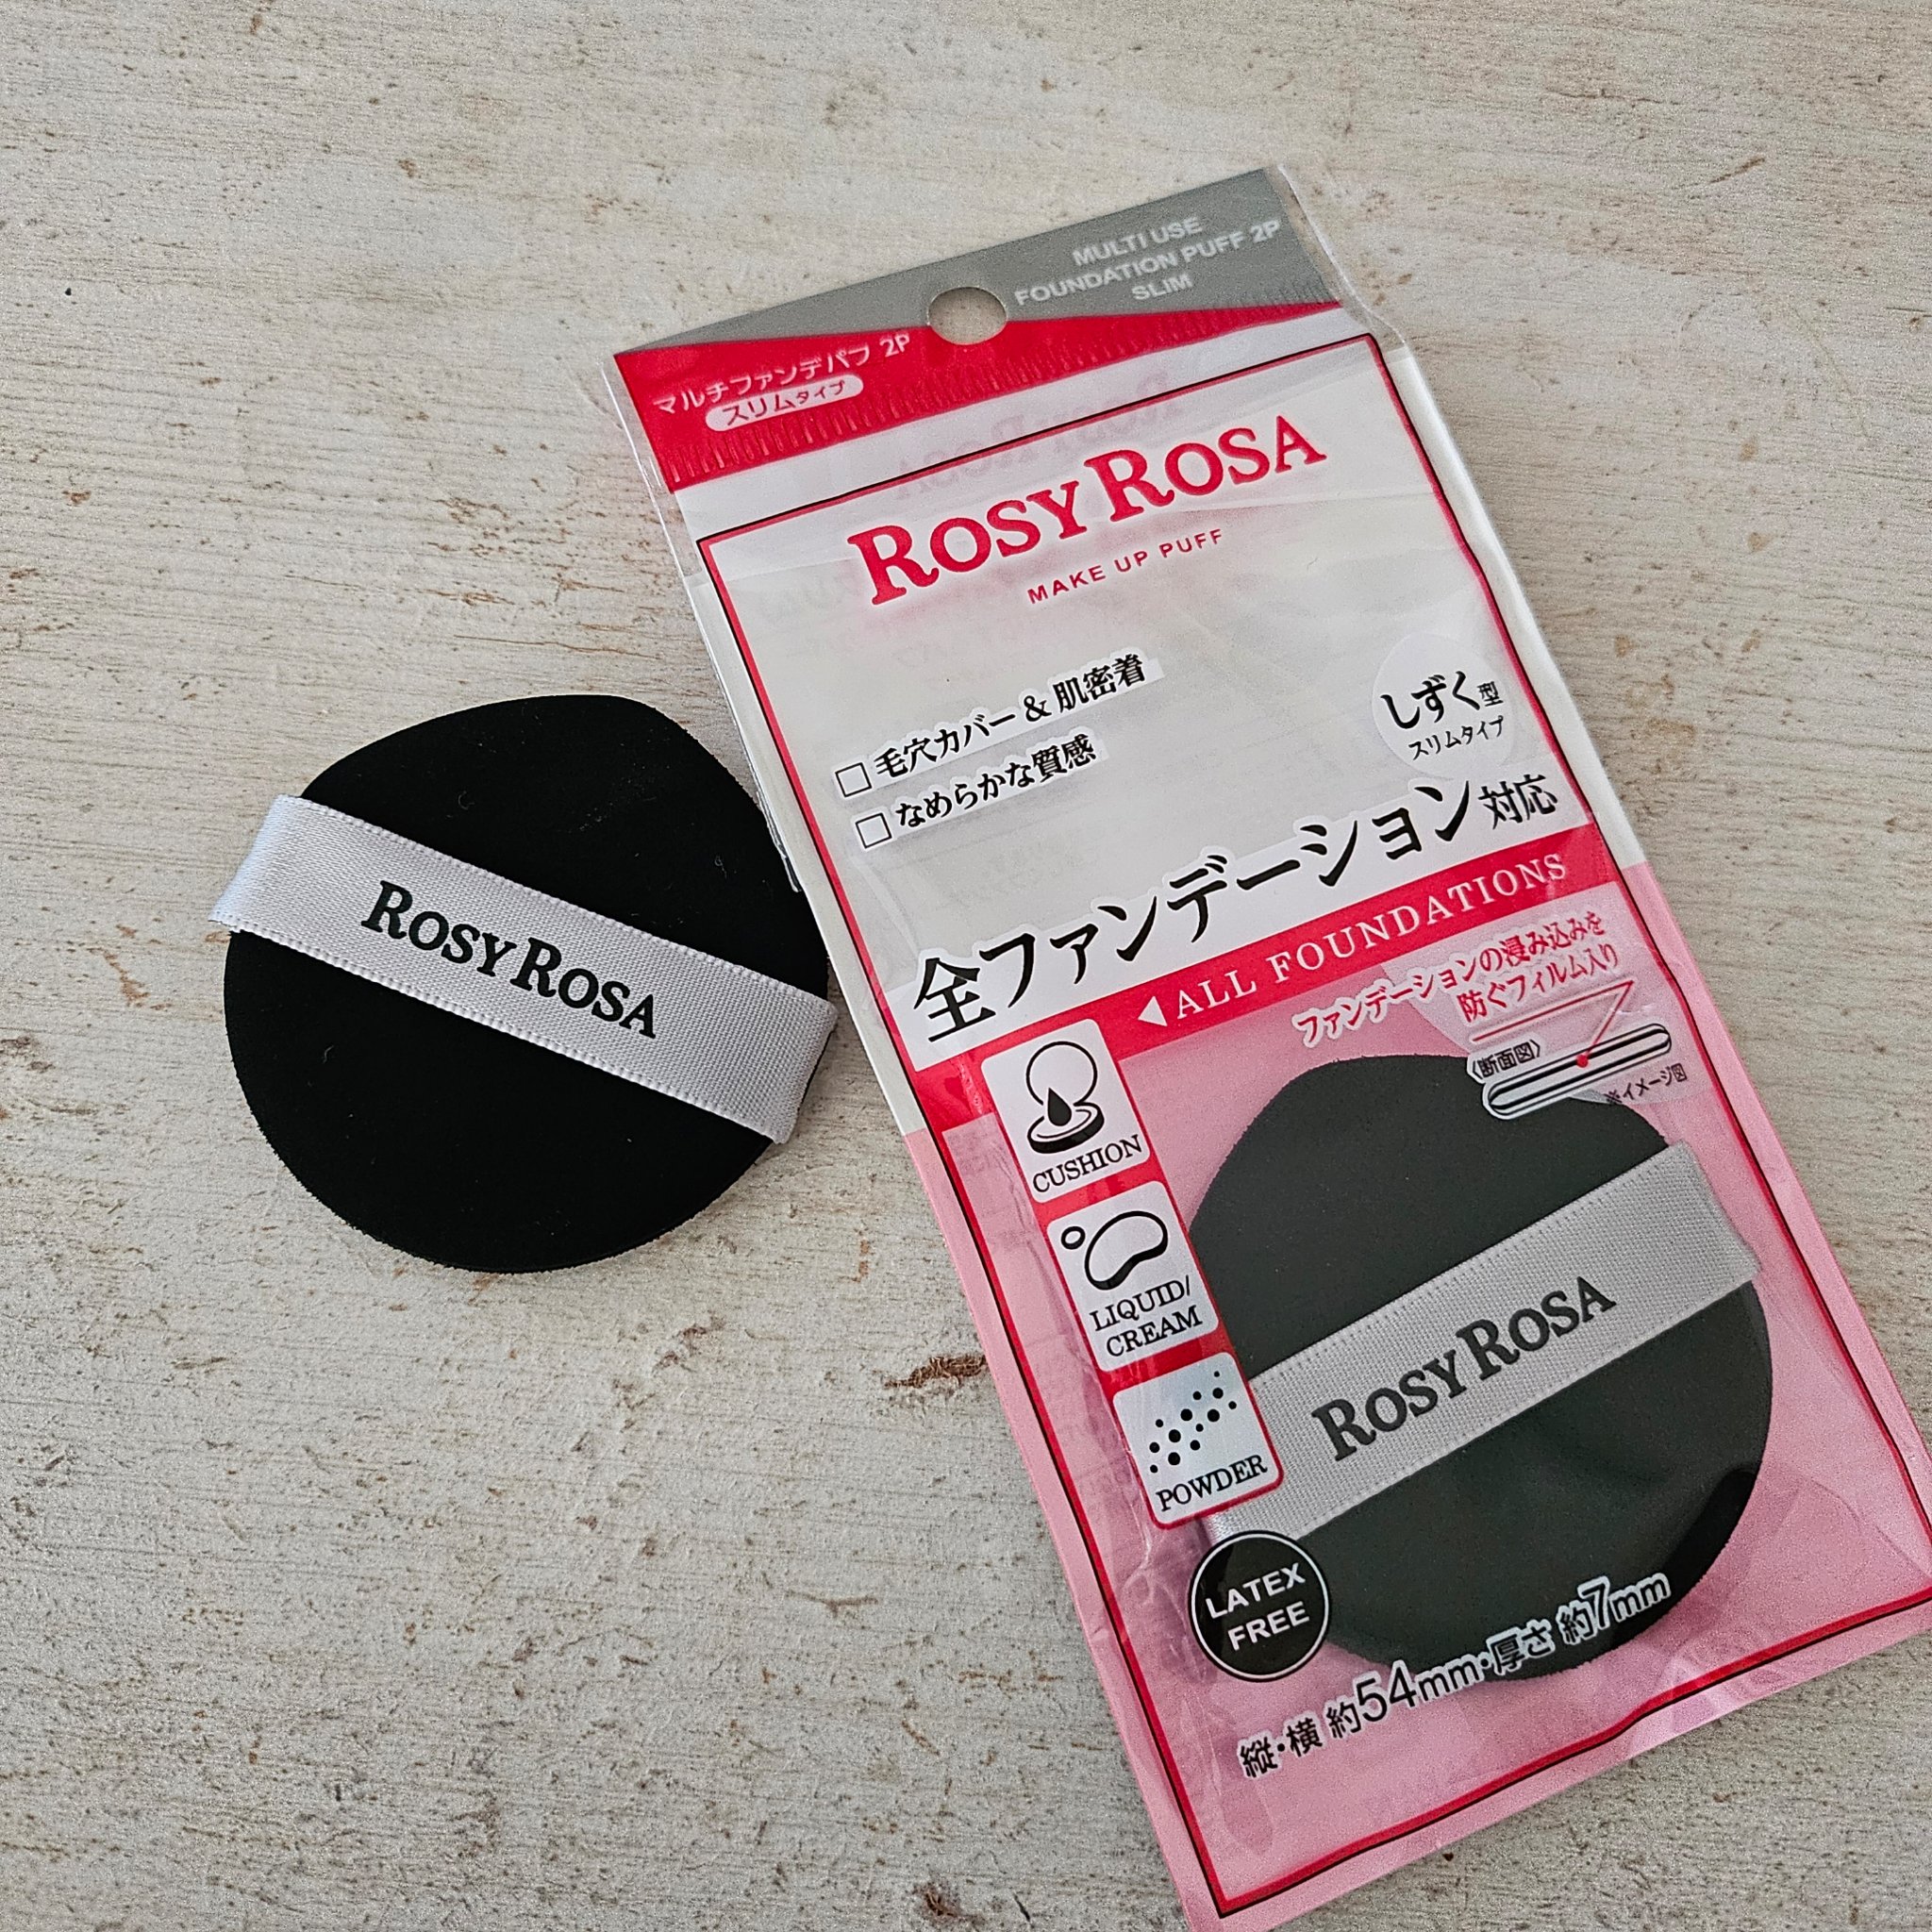 MULTI USE
FOUNDATION PUFF 2P
SLIM
マルチファンデパフ 2P
スリムタイプ
ROSY ROSA
MAKE UP PUFF
□ 毛穴カバー & 肌密着
□ なめらかな質感
しずく型
スリムタイプ
全ファンデーション対応
◀ALL FOUNDATIONS
ファンデーションの浸み込みを
防ぐフィルム入り
〈断面図〉
※イメージ図
CUSHION
LIQUID/
CREAM
POWDER
ROSY ROSA
LATEX
FREE
縦・横 約54mm・厚さ 約7mm
ROSY ROSA